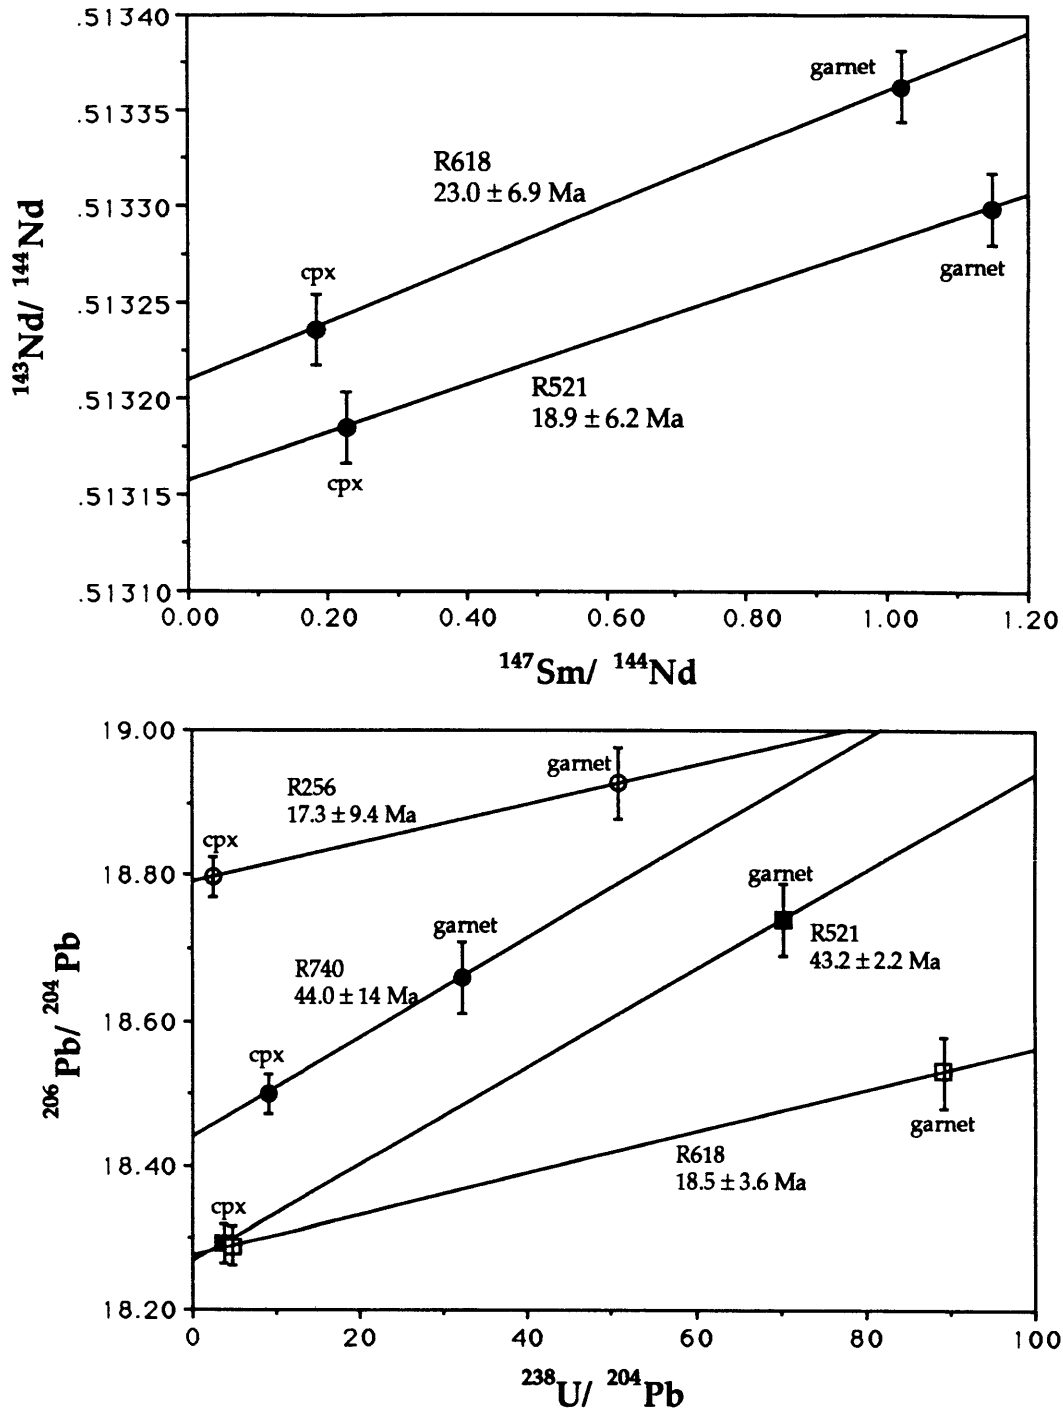 .51340
.51335
.51330
.51325
.51320
.51315
.51310
¹⁴³Nd/ ¹⁴⁴Nd
garnet
R618
23.0 ± 6.9 Ma
cpx
garnet
R521
18.9 ± 6.2 Ma
cpx
0.00 0.20 0.40 0.60 0.80 1.00 1.20
¹⁴⁷Sm/ ¹⁴⁴Nd
19.00
18.80
18.60
18.40
18.20
²⁰⁶Pb/ ²⁰⁴Pb
garnet
R256
17.3 ± 9.4 Ma
cpx
garnet
garnet
R521
43.2 ± 2.2 Ma
R740
44.0 ± 14 Ma
cpx
garnet
R618
18.5 ± 3.6 Ma
cpx
0 20 40 60 80 100
²³⁸U/ ²⁰⁴Pb